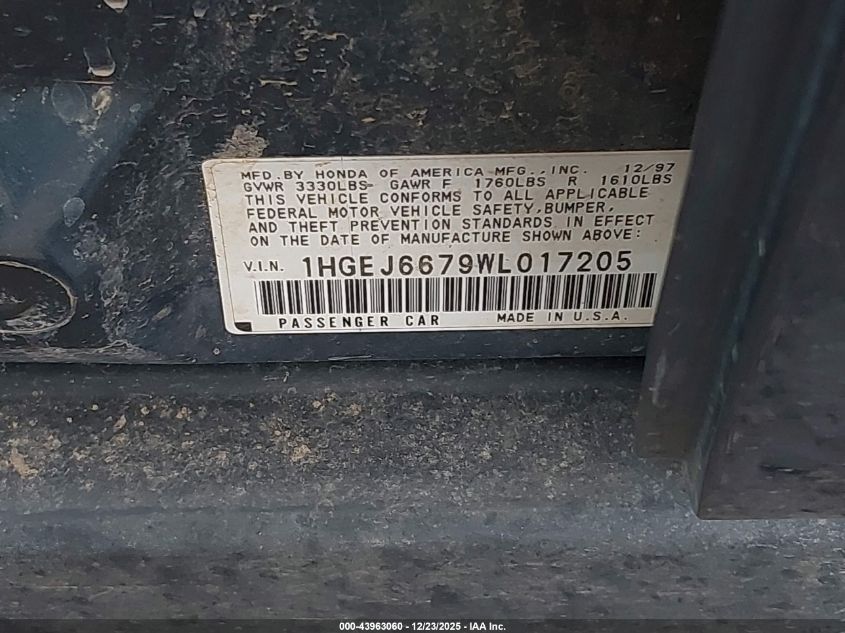 MFD. BY HONDA OF AMERICA MFG., INC. 12/97
GVWR 3330LBS GAWR F 1760LBS R 1610LBS
THIS VEHICLE CONFORMS TO ALL APPLICABLE
FEDERAL MOTOR VEHICLE SAFETY, BUMPER,
AND THEFT PREVENTION STANDARDS IN EFFECT
ON THE DATE OF MANUFACTURE SHOWN ABOVE:
V.I.N. 1HGEJ6679WL017205
PASSENGER CAR MADE IN U.S.A.
000-43963060 - 12/23/2025 - IAA Inc.